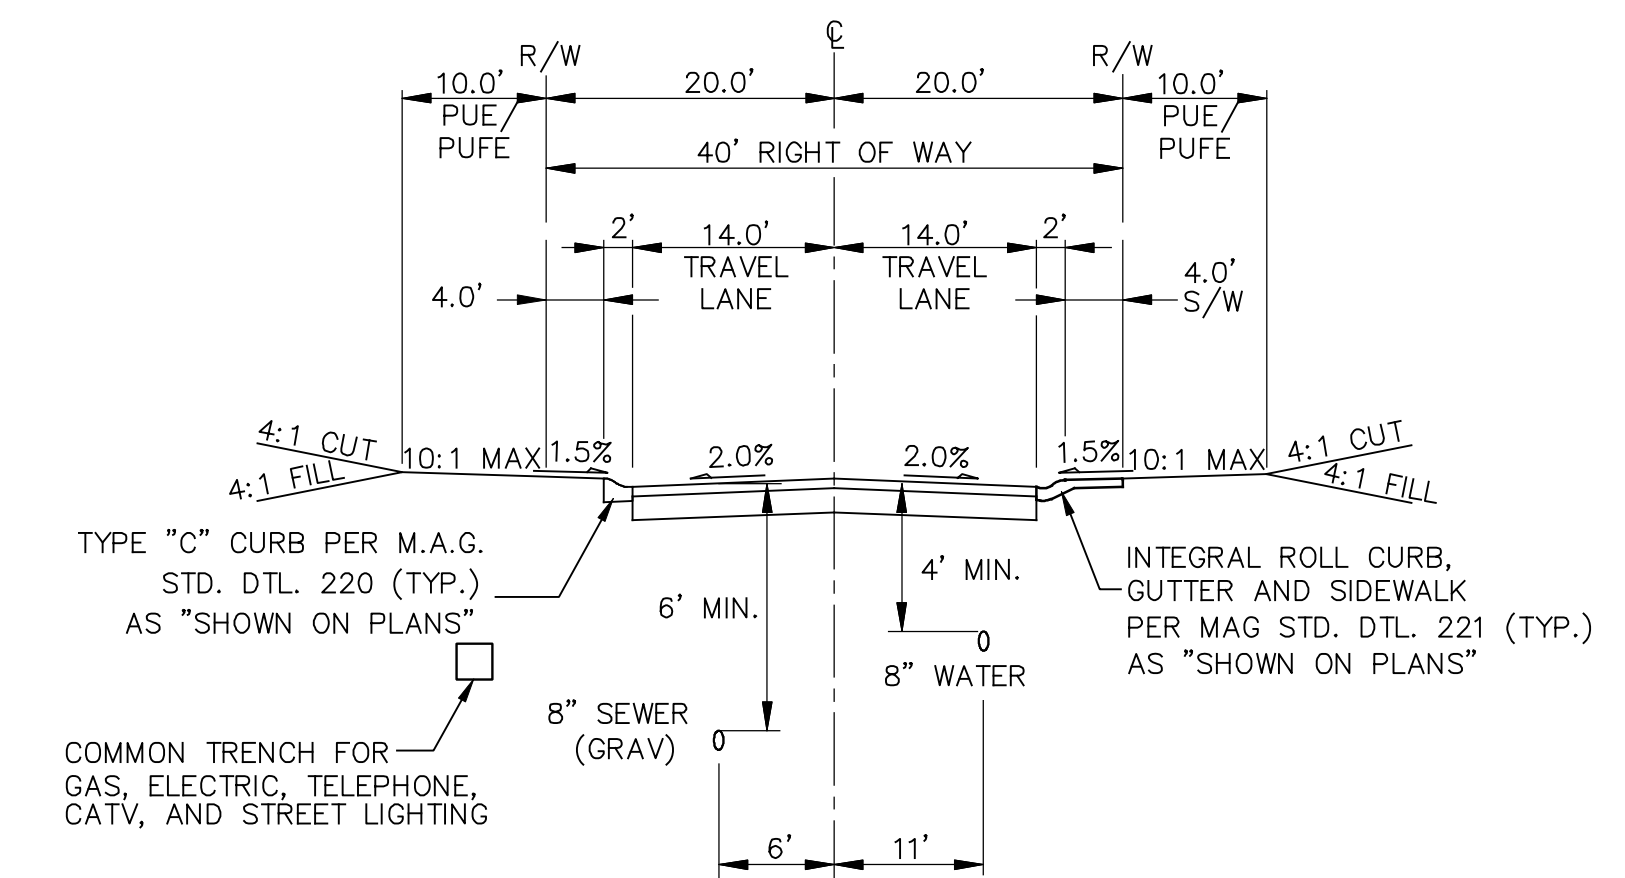 ℄
R/W
R/W
10.0'
20.0'
20.0'
10.0'
PUE/
PUFE
PUE/
PUFE
40' RIGHT OF WAY
2'
14.0'
14.0'
2'
TRAVEL
LANE
TRAVEL
LANE
4.0'
4.0'
S/W
4:1 CUT
4:1 FILL
10:1 MAX
1.5%
2.0%
2.0%
1.5%
10:1 MAX
4:1 CUT
4:1 FILL
TYPE "C" CURB PER M.A.G.
STD. DTL. 220 (TYP.)
AS "SHOWN ON PLANS"
6' MIN.
4' MIN.
INTEGRAL ROLL CURB,
GUTTER AND SIDEWALK
PER MAG STD. DTL. 221 (TYP.)
AS "SHOWN ON PLANS"
8" WATER
8" SEWER
(GRAV)
COMMON TRENCH FOR
GAS, ELECTRIC, TELEPHONE,
CATV, AND STREET LIGHTING
6'
11'